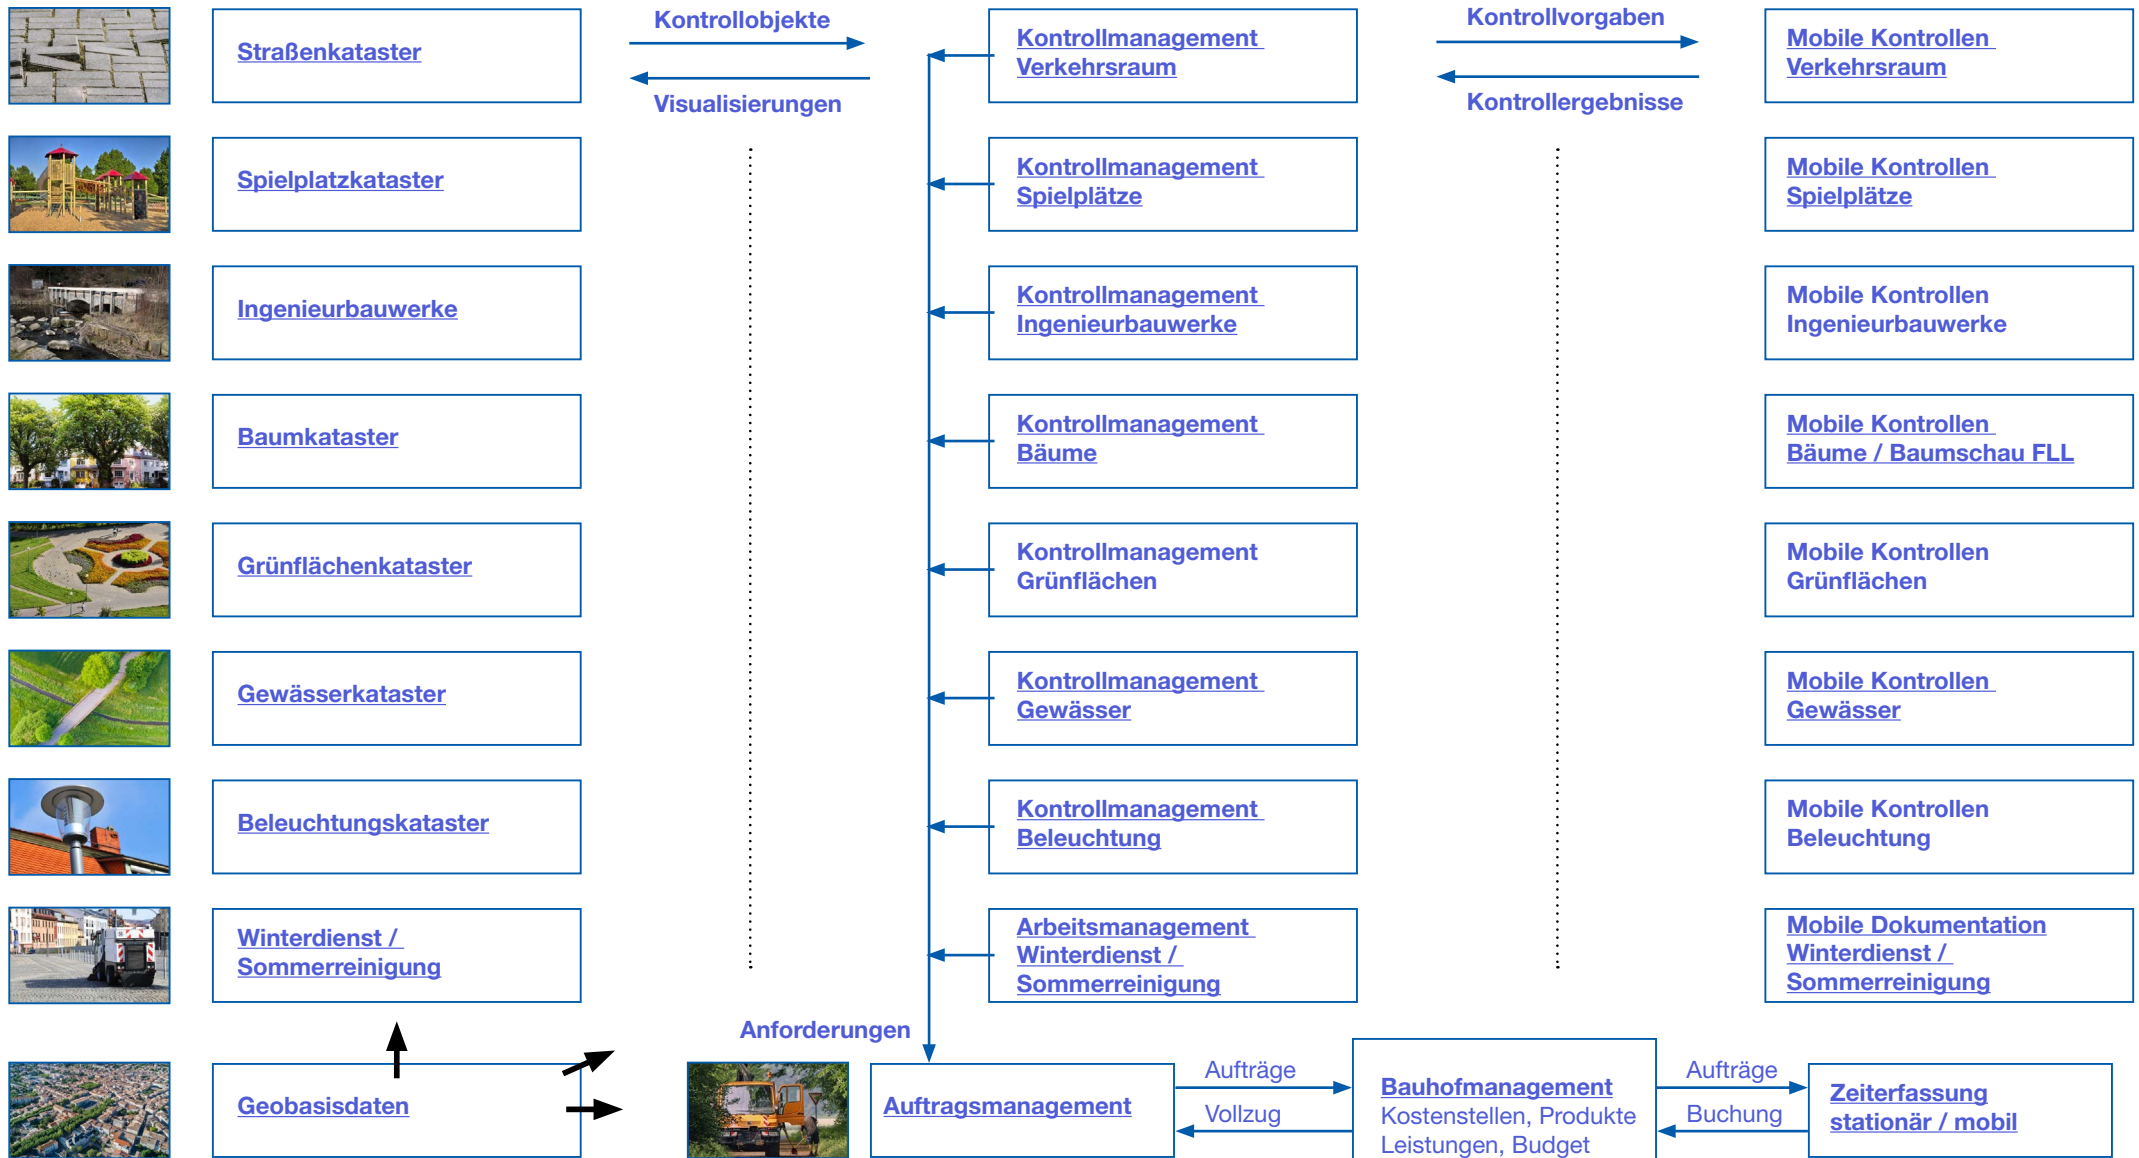 Straßenkataster
Kontrollobjekte
Visualisierungen
Kontrollmanagement
Verkehrsraum
Kontrollvorgaben
Kontrollergebnisse
Mobile Kontrollen
Verkehrsraum
Spielplatzkataster
Kontrollmanagement
Spielplätze
Mobile Kontrollen
Spielplätze
Ingenieurbauwerke
Kontrollmanagement
Ingenieurbauwerke
Mobile Kontrollen
Ingenieurbauwerke
Baumkataster
Kontrollmanagement
Bäume
Mobile Kontrollen
Bäume / Baumschau FLL
Grünflächenkataster
Kontrollmanagement
Grünflächen
Mobile Kontrollen
Grünflächen
Gewässerkataster
Kontrollmanagement
Gewässer
Mobile Kontrollen
Gewässer
Beleuchtungskataster
Kontrollmanagement
Beleuchtung
Mobile Kontrollen
Beleuchtung
Winterdienst /
Sommerreinigung
Arbeitsmanagement
Winterdienst /
Sommerreinigung
Mobile Dokumentation
Winterdienst /
Sommerreinigung
Geobasisdaten
Anforderungen
Auftragsmanagement
Aufträge
Vollzug
Bauhofmanagement
Kostenstellen, Produkte
Leistungen, Budget
Aufträge
Buchung
Zeiterfassung
stationär / mobil